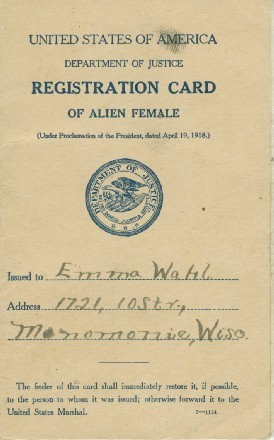 UNITED STATES OF AMERICA
DEPARTMENT OF JUSTICE
REGISTRATION CARD
OF ALIEN FEMALE
(Under Proclamation of the President, dated April 19, 1918.)
DEPARTMENT OF JUSTICE
Issued to Emma Wahl
Address 1721, 10 Str.,
Menomonie, Wisc.
The finder of this card shall immediately restore it, if possible,
to the person to whom it was issued; otherwise forward it to the
United States Marshal.
7—1124